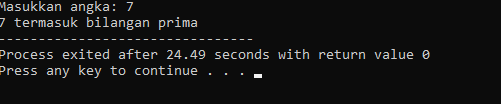 Masukkan angka: 7
7 termasuk bilangan prima
--------------------------------
Process exited after 24.49 seconds with return value 0
Press any key to continue . . .